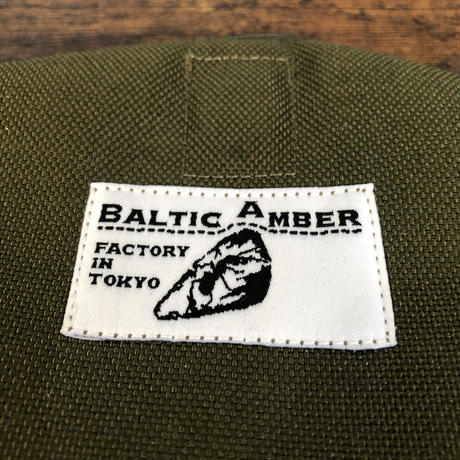 BALTIC AMBER
FACTORY
IN
TOKYO